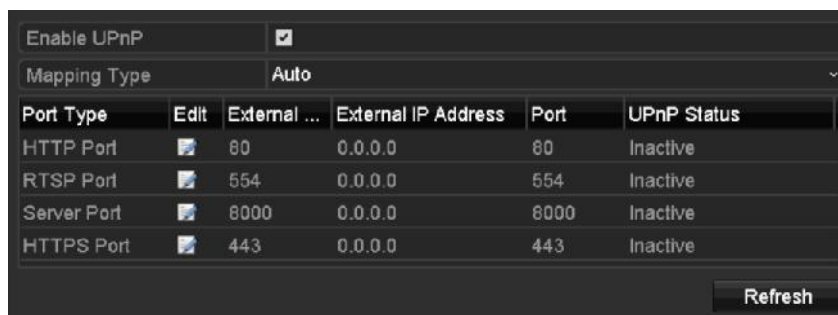 Enable UPnP
Mapping Type Auto
Port Type Edit External ... External IP Address Port UPnP Status
HTTP Port 80 0.0.0.0 80 Inactive
RTSP Port 554 0.0.0.0 554 Inactive
Server Port 8000 0.0.0.0 8000 Inactive
HTTPS Port 443 0.0.0.0 443 Inactive
Refresh